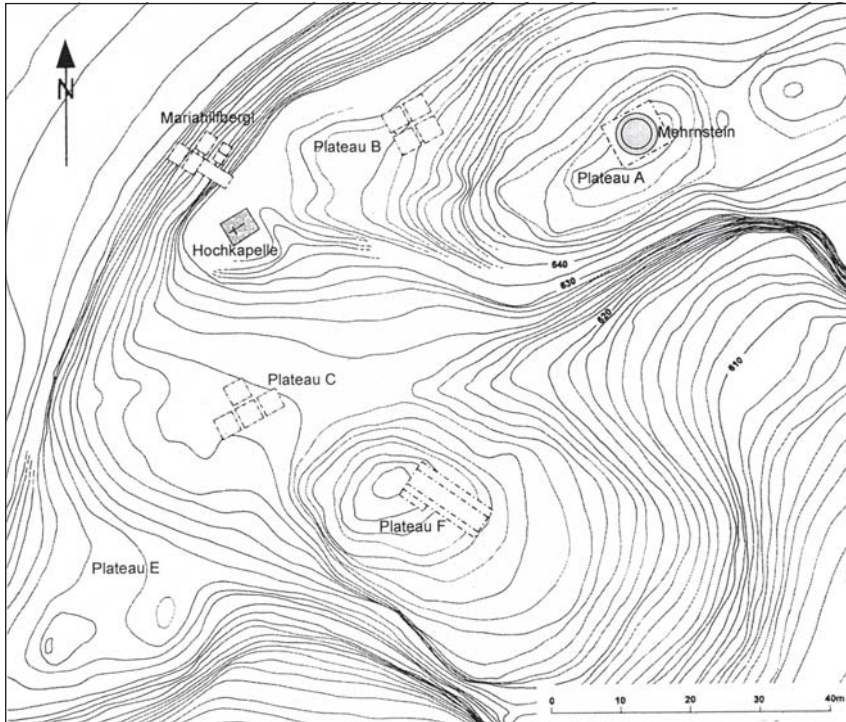 N
Mariahilfbergl
Plateau B
Mehrnstein
Plateau A
Hochkapelle
640
630
620
610
Plateau C
Plateau F
Plateau E
0 10 20 30 40m